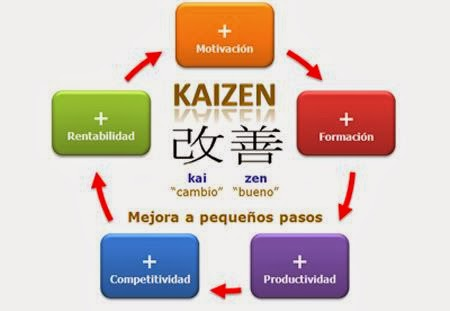 +
Motivación
+
Rentabilidad
KAIZEN
+
Formación
改善
kai zen
"cambio" "bueno"
Mejora a pequeños pasos
+
Competitividad
+
Productividad